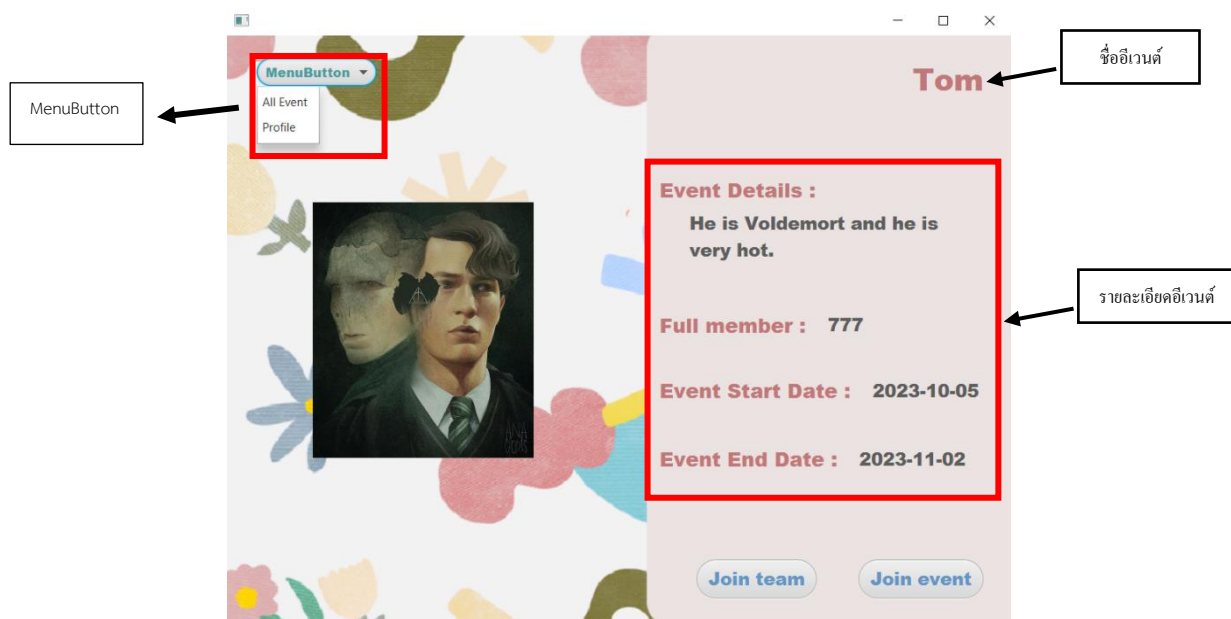 MenuButton
MenuButton
All Event
Profile
ชื่ออีเวนต์
Tom
Event Details :
He is Voldemort and he is
very hot.
Full member : 777
Event Start Date : 2023-10-05
Event End Date : 2023-11-02
รายละเอียดอีเวนต์
Join team
Join event